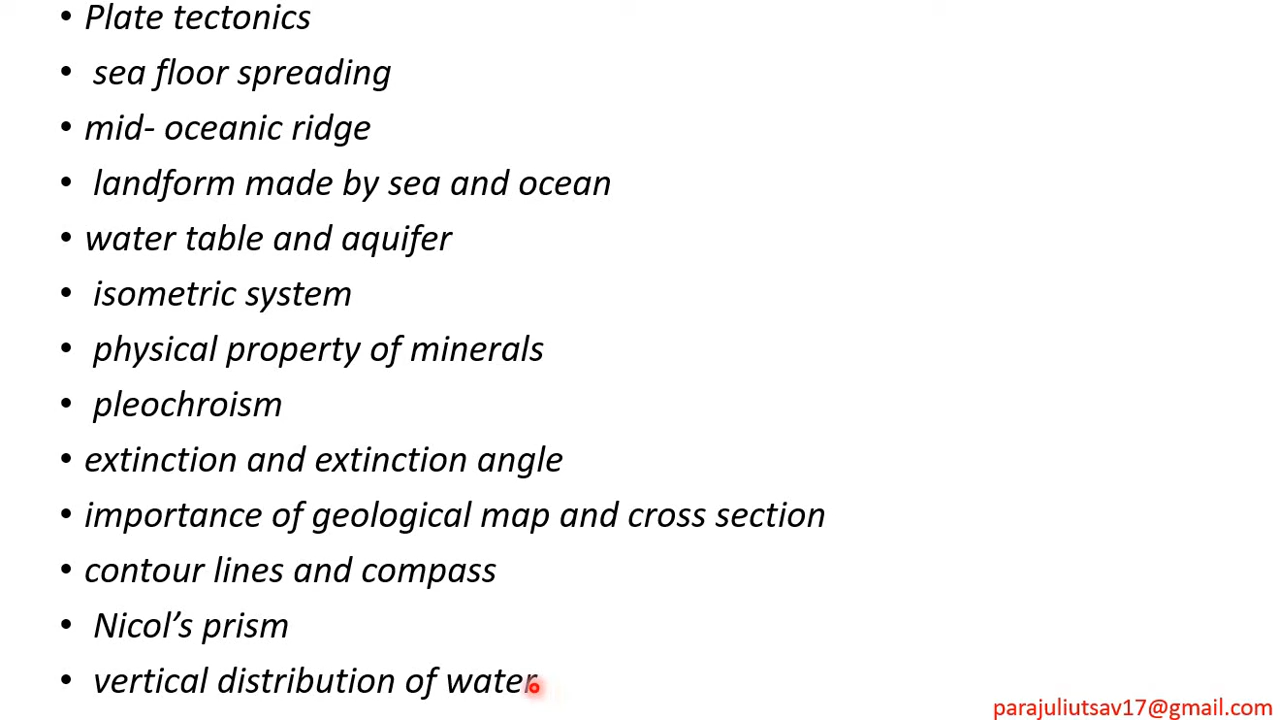 • Plate tectonics
• sea floor spreading
• mid- oceanic ridge
• landform made by sea and ocean
• water table and aquifer
• isometric system
• physical property of minerals
• pleochroism
• extinction and extinction angle
• importance of geological map and cross section
• contour lines and compass
• Nicol’s prism
• vertical distribution of water
parajuliutsav17@gmail.com